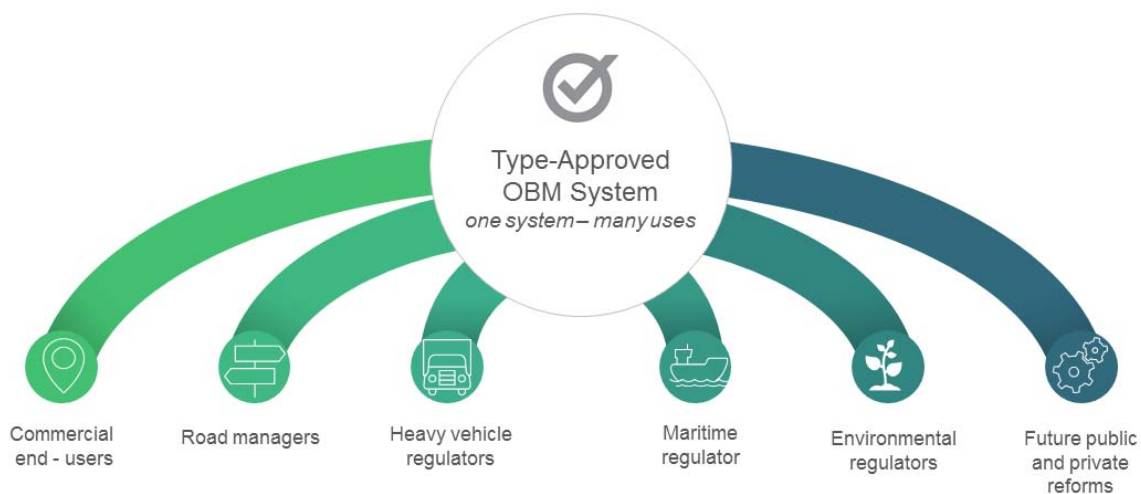 Type-Approved
OBM System
one system – many uses
Commercial
end - users
Road managers
Heavy vehicle
regulators
Maritime
regulator
Environmental
regulators
Future public
and private
reforms